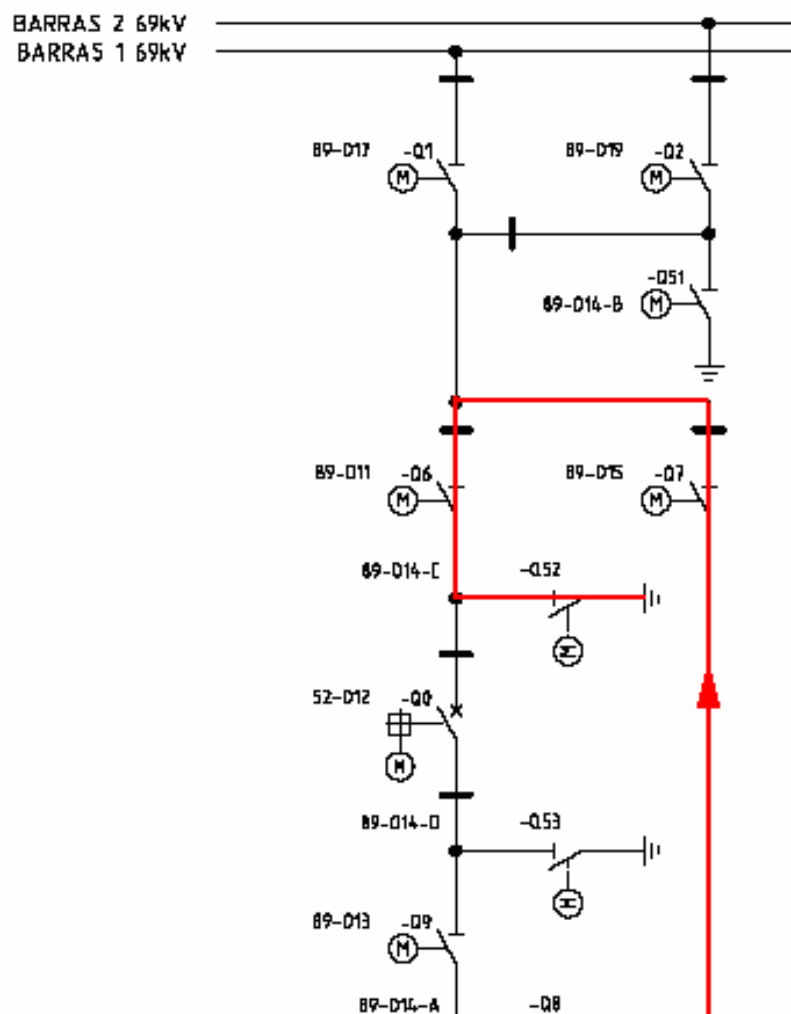 BARRAS 2 69kV
BARRAS 1 69kV
89-D17 -Q1 89-D19 -Q2
M M
-Q51
89-D14-B M
89-D11 -Q6 89-D15 -Q7
M M
89-D14-C -Q52
M
52-D12 -Q0
M
89-D14-D -Q53
M
89-D13 -Q9
M
89-D14-A -Q8